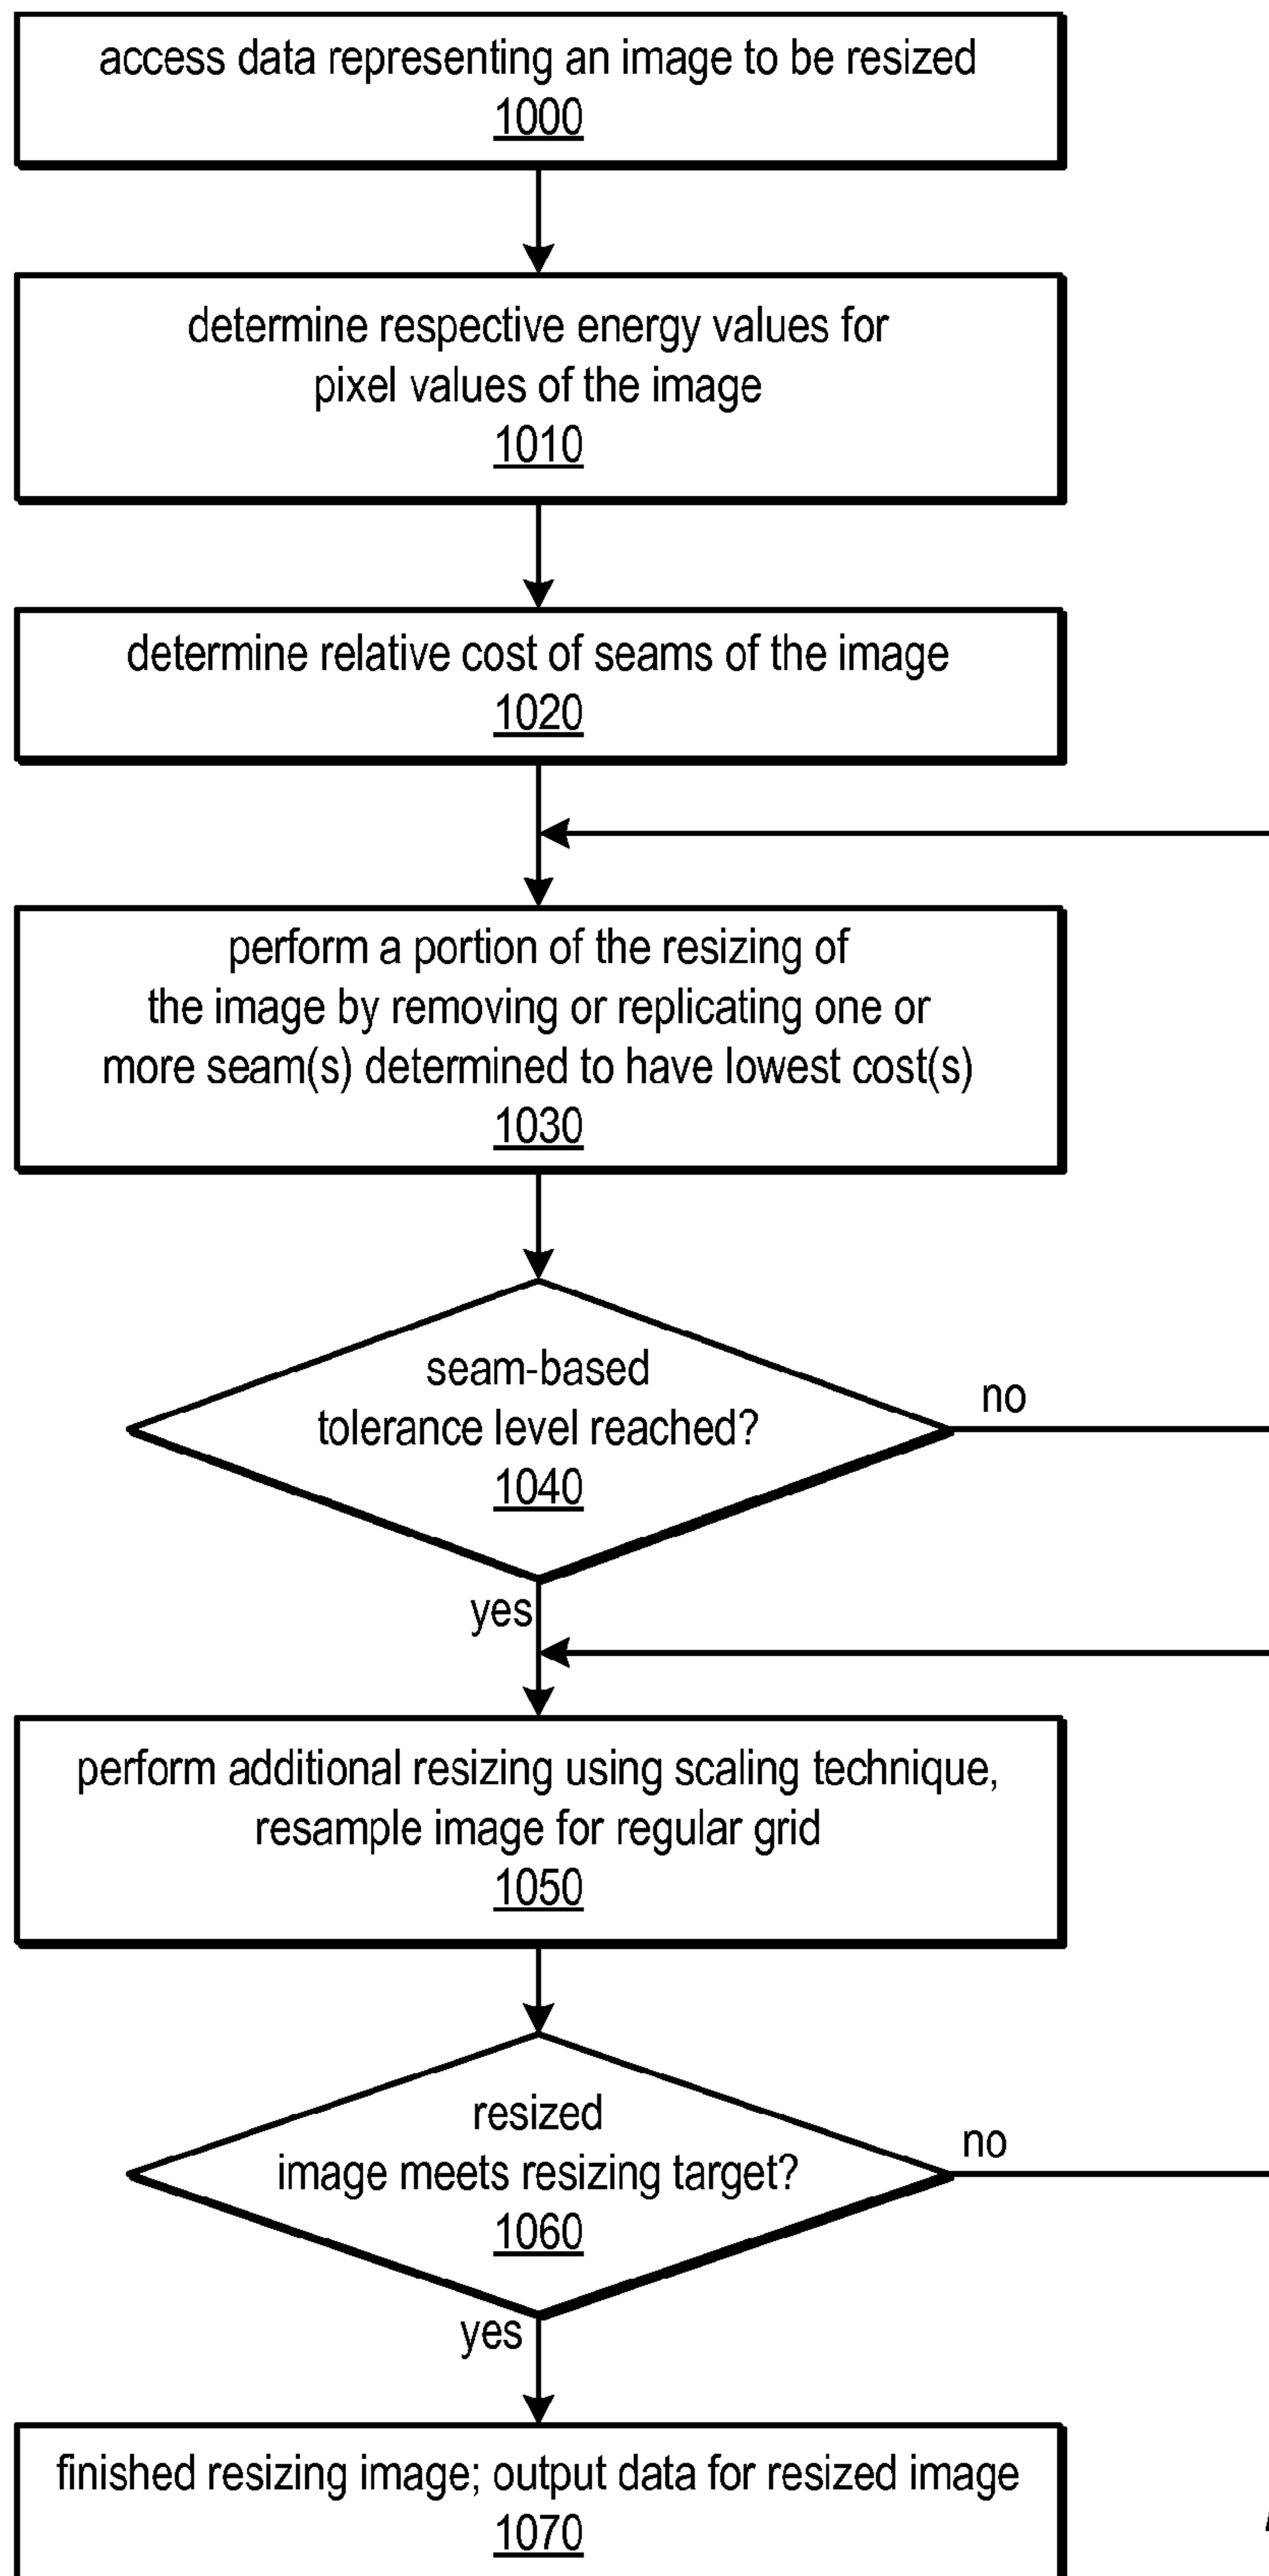 access data representing an image to be resized
1000
determine respective energy values for
pixel values of the image
1010
determine relative cost of seams of the image
1020
perform a portion of the resizing of
the image by removing or replicating one or
more seam(s) determined to have lowest cost(s)
1030
seam-based
tolerance level reached?
1040
no
yes
perform additional resizing using scaling technique,
resample image for regular grid
1050
resized
image meets resizing target?
1060
no
yes
finished resizing image; output data for resized image
1070